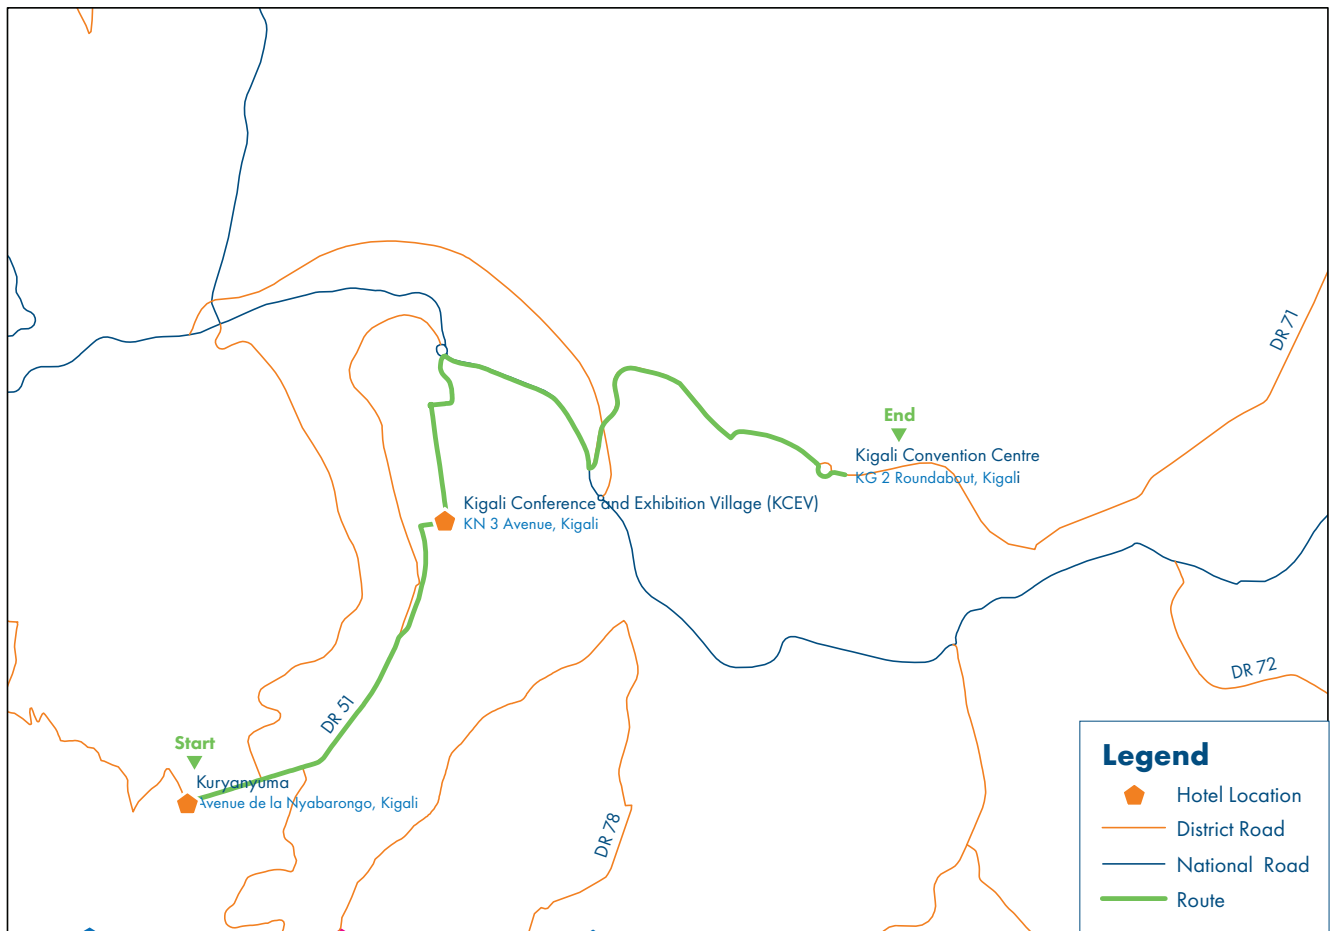 DR 71
End
Kigali Convention Centre
KG 2 Roundabout, Kigali
Kigali Conference and Exhibition Village (KCEV)
KN 3 Avenue, Kigali
DR 72
DR 51
Start
Kuryanyuma
Avenue de la Nyabarongo, Kigali
DR 78
Legend
Hotel Location
District Road
National Road
Route